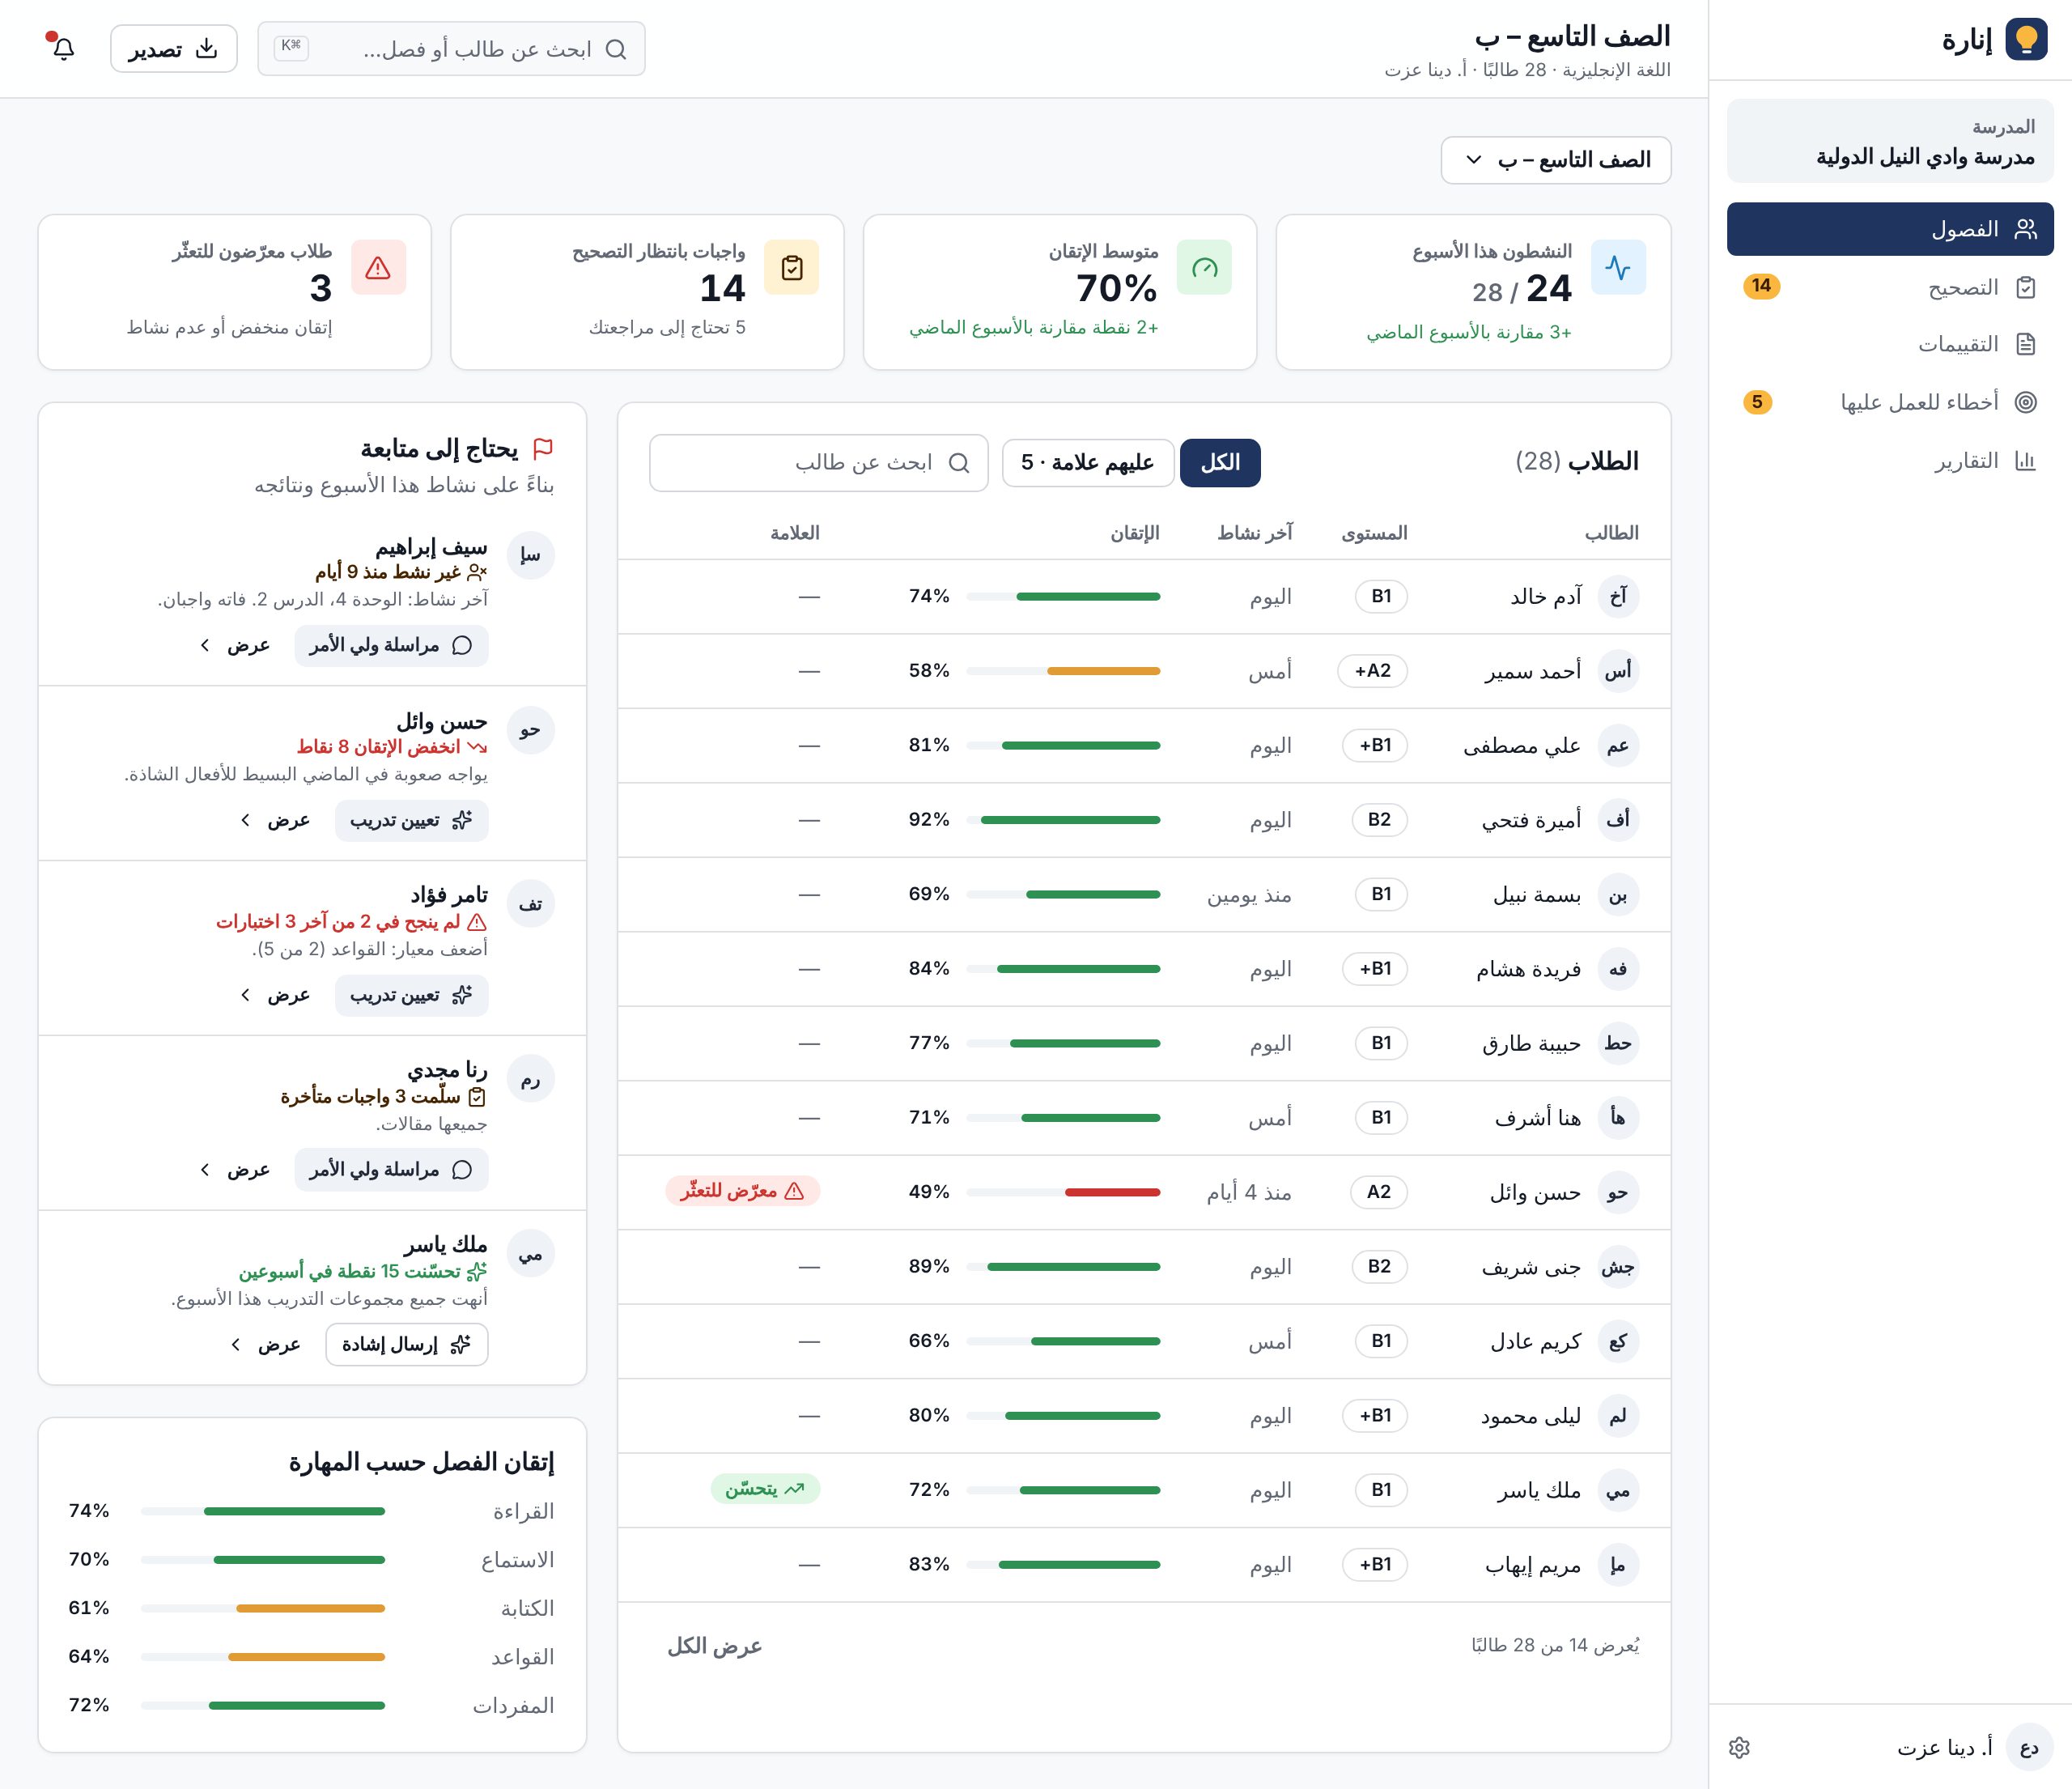 إنارة
المدرسة
مدرسة وادي النيل الدولية
الفصول
التصحيح 14
التقييمات
أخطاء للعمل عليها 5
التقارير
أ. دينا عزت دع
الصف التاسع – ب
اللغة الإنجليزية · 28 طالبًا · أ. دينا عزت
ابحث عن طالب أو فصل... ⌘K
تصدير
الصف التاسع – ب
النشطون هذا الأسبوع
24 / 28
+3 مقارنة بالأسبوع الماضي
متوسط الإتقان
70%
+2 نقطة مقارنة بالأسبوع الماضي
واجبات بانتظار التصحيح
14
5 تحتاج إلى مراجعتك
طلاب معرّضون للتعثّر
3
إتقان منخفض أو عدم نشاط
الطلاب (28)
الكل
عليهم علامة · 5
ابحث عن طالب
الطالب المستوى آخر نشاط الإتقان العلامة
آخ آدم خالد B1 اليوم 74% —
أس أحمد سمير A2+ أمس 58% —
عم علي مصطفى B1+ اليوم 81% —
أف أميرة فتحي B2 اليوم 92% —
بن بسمة نبيل B1 منذ يومين 69% —
فه فريدة هشام B1+ اليوم 84% —
حط حبيبة طارق B1 اليوم 77% —
هأ هنا أشرف B1 أمس 71% —
حو حسن وائل A2 منذ 4 أيام 49% معرّض للتعثّر
جش جنى شريف B2 اليوم 89% —
كع كريم عادل B1 أمس 66% —
لم ليلى محمود B1+ اليوم 80% —
مي ملك ياسر B1 اليوم 72% يتحسّن
مإ مريم إيهاب B1+ اليوم 83% —
يُعرض 14 من 28 طالبًا
عرض الكل
يحتاج إلى متابعة
بناءً على نشاط هذا الأسبوع ونتائجه
سإ
سيف إبراهيم
غير نشط منذ 9 أيام
آخر نشاط: الوحدة 4، الدرس 2. فاته واجبان.
مراسلة ولي الأمر عرض
حو
حسن وائل
انخفض الإتقان 8 نقاط
يواجه صعوبة في الماضي البسيط للأفعال الشاذة.
تعيين تدريب عرض
تف
تامر فؤاد
لم ينجح في 2 من آخر 3 اختبارات
أضعف معيار: القواعد (2 من 5).
تعيين تدريب عرض
رم
رنا مجدي
سلّمت 3 واجبات متأخرة
جميعها مقالات.
مراسلة ولي الأمر عرض
مي
ملك ياسر
تحسّنت 15 نقطة في أسبوعين
أنهت جميع مجموعات التدريب هذا الأسبوع.
إرسال إشادة عرض
إتقان الفصل حسب المهارة
القراءة 74%
الاستماع 70%
الكتابة 61%
القواعد 64%
المفردات 72%